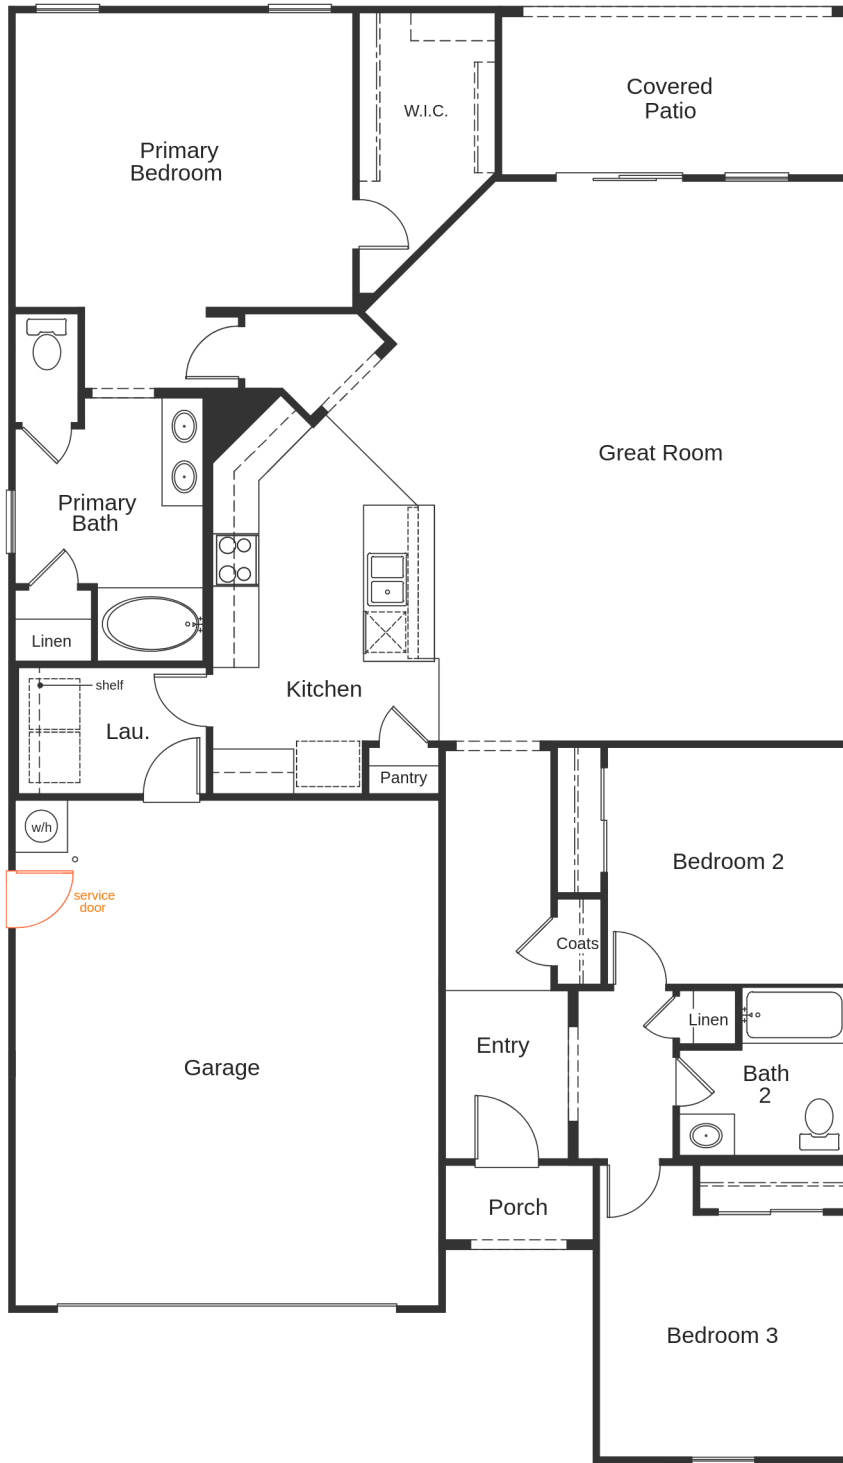 Covered
Patio
W.I.C.
Primary
Bedroom
Great Room
Primary
Bath
Linen
Kitchen
shelf
Lau.
Pantry
w/h
Bedroom 2
service
door
Coats
Linen
Entry
Garage
Bath
2
Porch
Bedroom 3